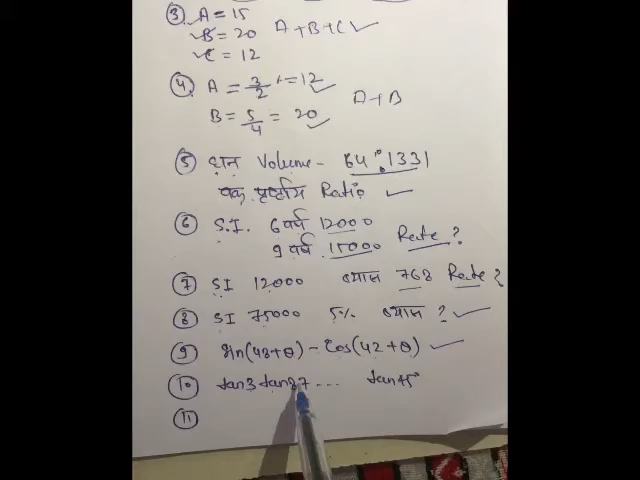 ③ A = 15
B = 20 A+B+C ✓
C = 12
④ A = 3/2 = 12 ✓
B = 5/4 = 20 ✓ A+B
⑤ घन Volume - 64 : 1331
वक्र पृष्ठीय Ratio ✓
⑥ S.I. 6 वर्ष 12000
9 वर्ष 15000 Rate ?
⑦ SI 12000 ब्याज 768 Rate ?
⑧ SI 75000 5% ब्याज ? ✓
⑨ sin(48+θ) - cos(42+θ) ✓
⑩ tan3 tan87 .... tan45°
⑪